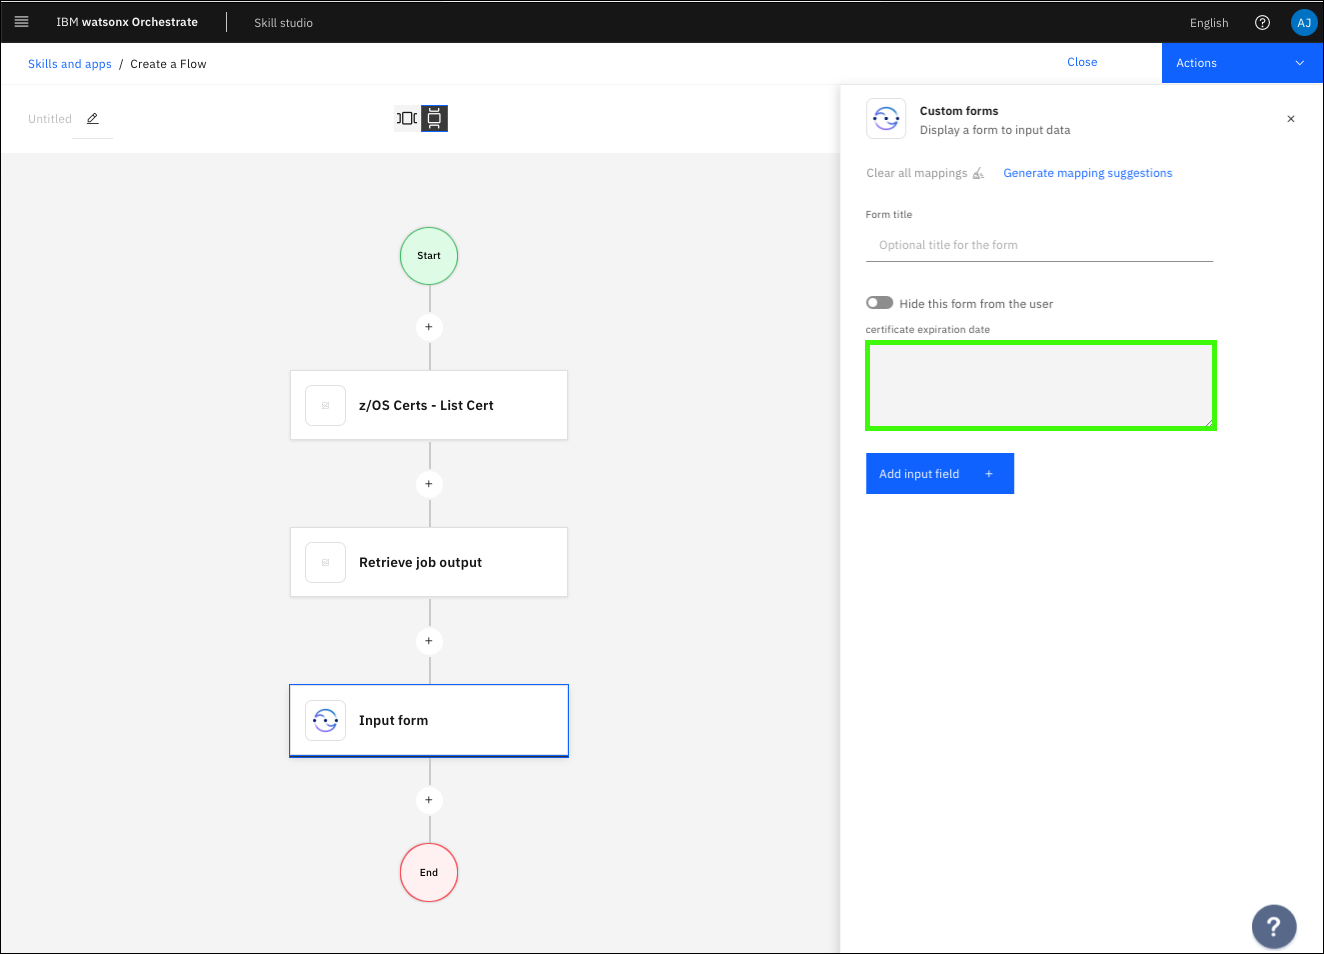 IBM watsonx Orchestrate
Skill studio
English
AJ
Skills and apps / Create a Flow
Close
Actions
Untitled
Start
+
z/OS Certs - List Cert
+
Retrieve job output
+
Input form
+
End
Custom forms
Display a form to input data
Clear all mappings
Generate mapping suggestions
Form title
Optional title for the form
Hide this form from the user
certificate expiration date
Add input field +
?